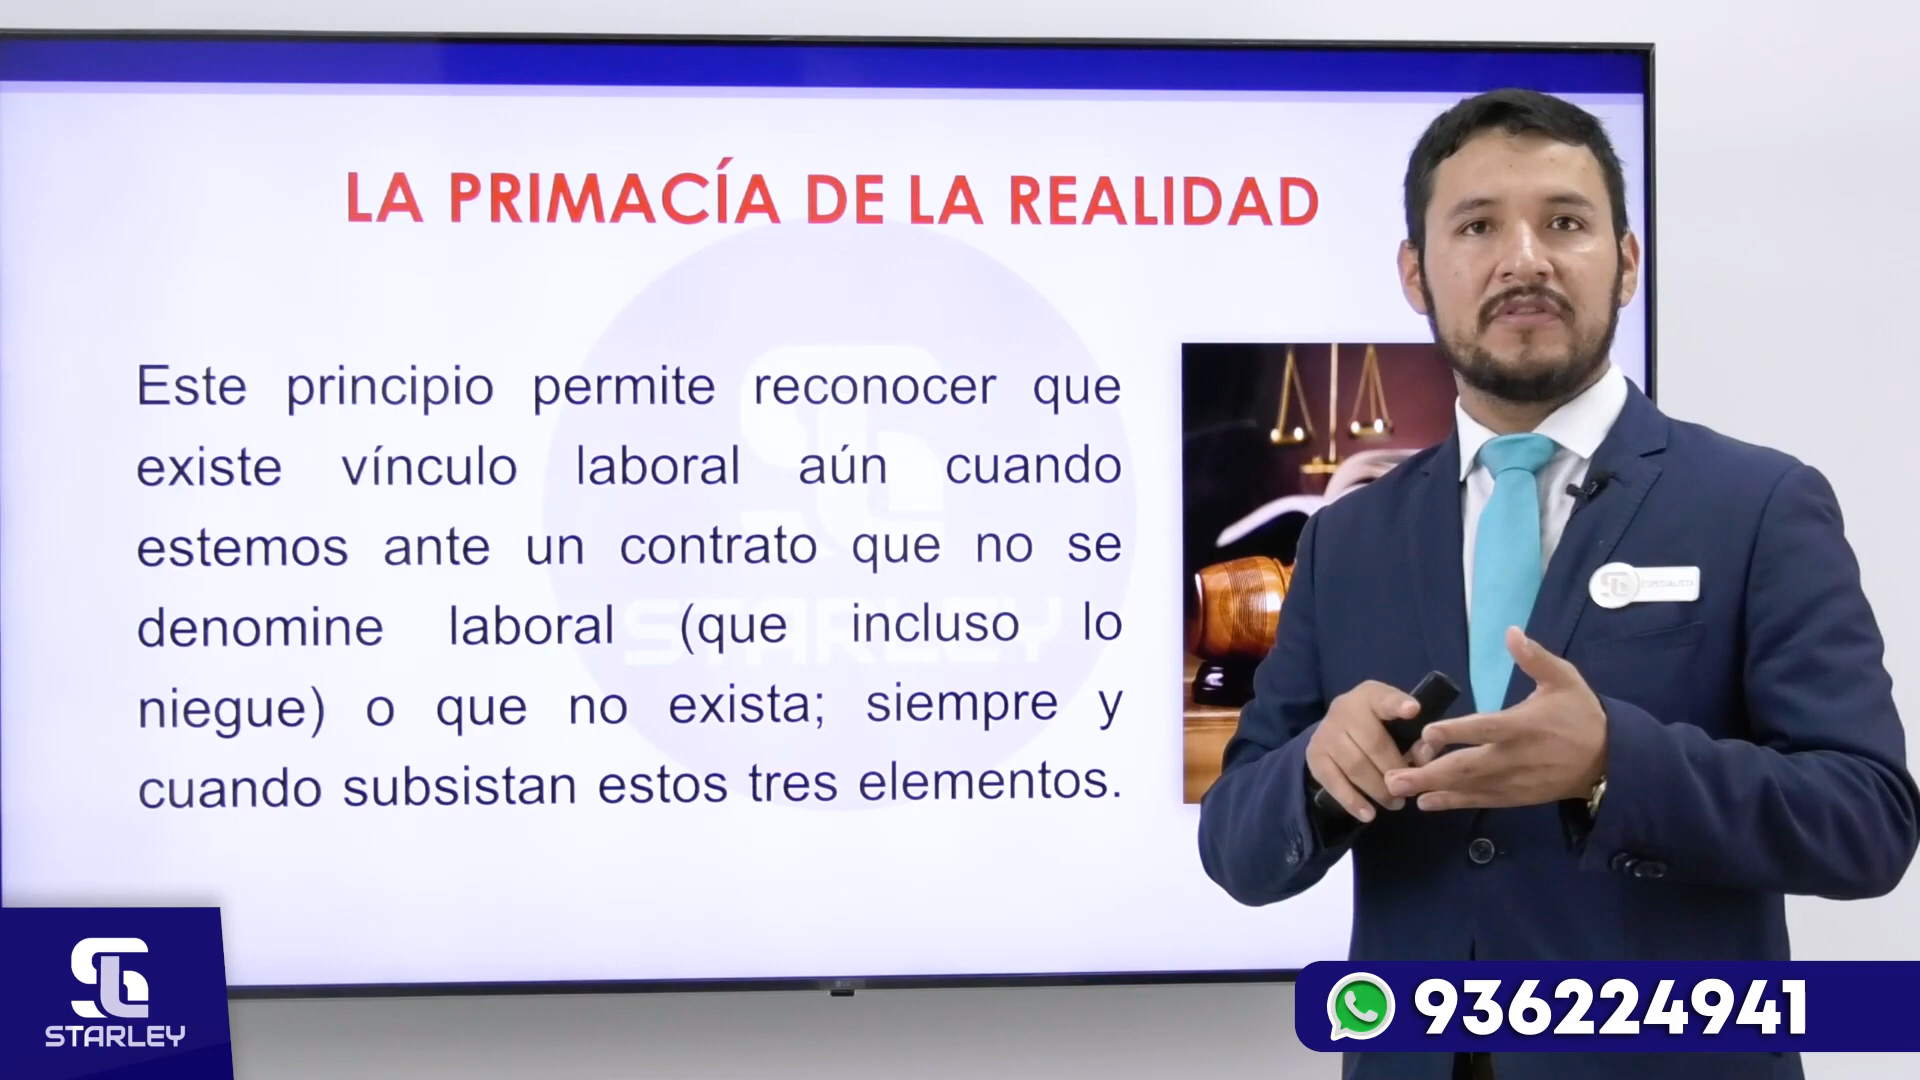 LA PRIMACÍA DE LA REALIDAD
Este principio permite reconocer que
existe vínculo laboral aún cuando
estemos ante un contrato que no se
denomine laboral (que incluso lo
niegue) o que no exista; siempre y
cuando subsistan estos tres elementos.
STARLEY
ESPECIALISTA
STARLEY
936224941